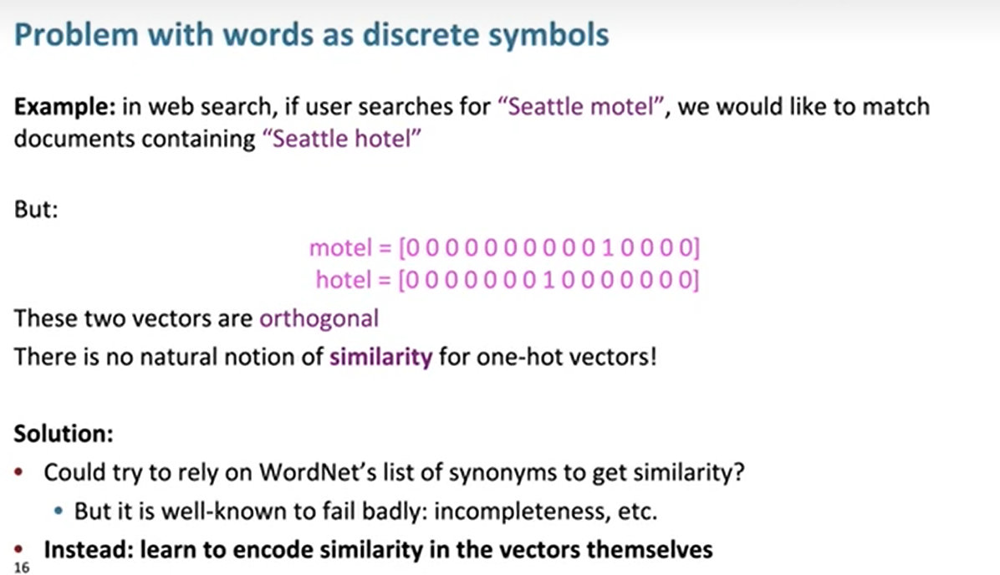 Problem with words as discrete symbols
Example: in web search, if user searches for “Seattle motel”, we would like to match
documents containing “Seattle hotel”
But:
motel = [0 0 0 0 0 0 0 0 0 0 1 0 0 0 0]
hotel = [0 0 0 0 0 0 0 1 0 0 0 0 0 0 0]
These two vectors are orthogonal
There is no natural notion of similarity for one-hot vectors!
Solution:
• Could try to rely on WordNet’s list of synonyms to get similarity?
• But it is well-known to fail badly: incompleteness, etc.
• Instead: learn to encode similarity in the vectors themselves
16